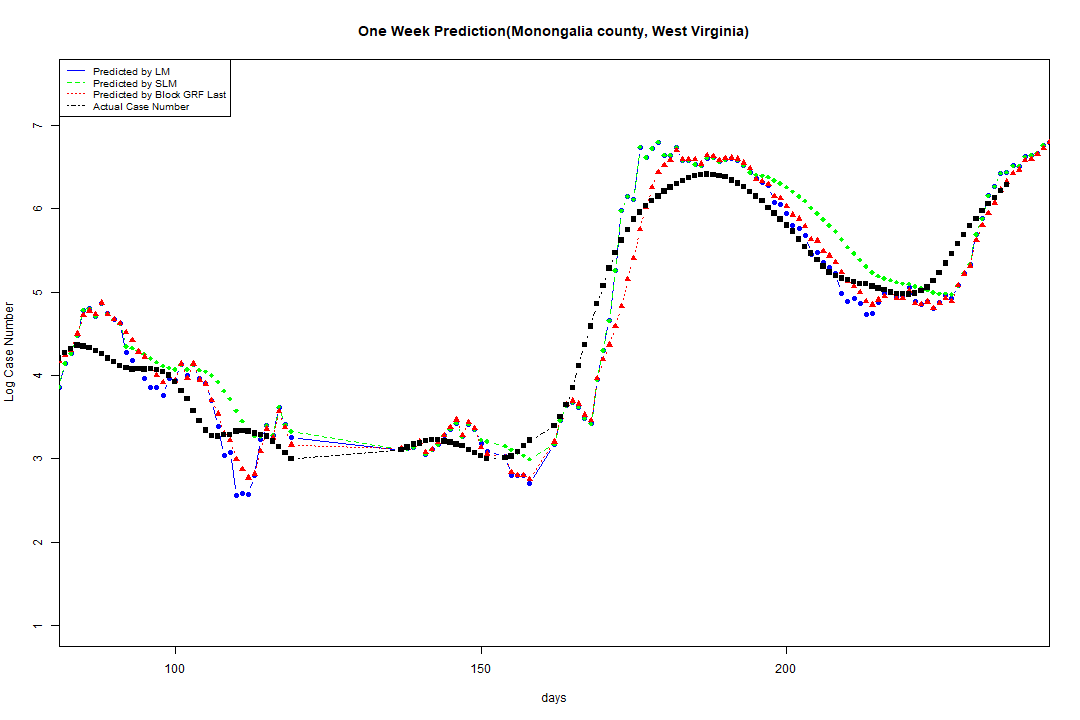 One Week Prediction(Monongalia county, West Virginia)
Predicted by LM
Predicted by SLM
Predicted by Block GRF Last
Actual Case Number
7
6
5
4
3
2
1
Log Case Number
100 150 200
days